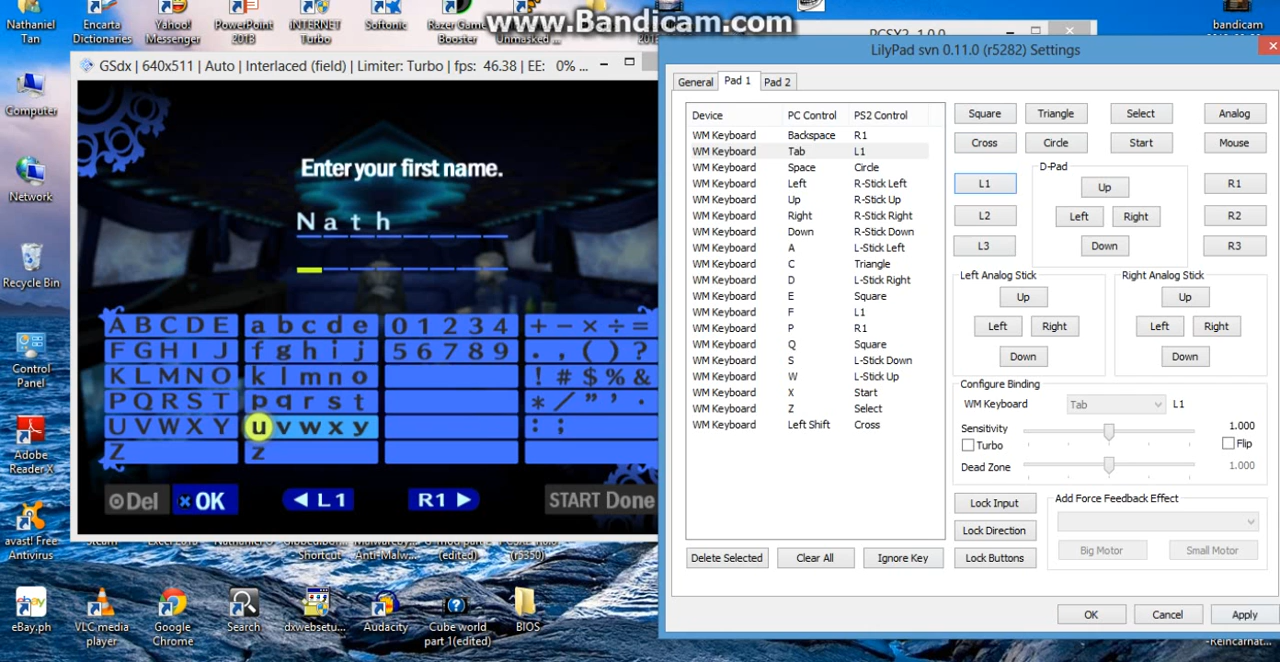 Nathaniel
Tan
Encarta
Dictionaries
Yahoo!
Messenger
PowerPoint
2013
iNTERNET
Turbo
Softonic
Razer Game
Booster
Unmasked ...
www.Bandicam.com
bandicam
PCSX2 1.0.0
GSdx | 640x511 | Auto | Interlaced (field) | Limiter: Turbo | fps: 46.38 | EE: 0% ...
Computer
Network
Recycle Bin
Control
Panel
Adobe
Reader X
avast! Free
Antivirus
Enter your first name.
N a t h
A B C D E a b c d e 0 1 2 3 4 + − × ÷ =
F G H I J f g h i j 5 6 7 8 9 . , ( ) ?
K L M N O k l m n o ! # $ % &
P Q R S T p q r s t * / " ' ·
U V W X Y u v w x y : ;
Z z
Del × OK ◀ L1 R1 ▶ START Done
Shortcut
Anti-Malw...
(edited)
(r5350)
eBay.ph
VLC media
player
Google
Chrome
Search
dxwebsetu...
Audacity
Cube world
part 1(edited)
BIOS
LilyPad svn 0.11.0 (r5282) Settings
General Pad 1 Pad 2
Device PC Control PS2 Control
WM Keyboard Backspace R1
WM Keyboard Tab L1
WM Keyboard Space Circle
WM Keyboard Left R-Stick Left
WM Keyboard Up R-Stick Up
WM Keyboard Right R-Stick Right
WM Keyboard Down R-Stick Down
WM Keyboard A L-Stick Left
WM Keyboard C Triangle
WM Keyboard D L-Stick Right
WM Keyboard E Square
WM Keyboard F L1
WM Keyboard P R1
WM Keyboard Q Square
WM Keyboard S L-Stick Down
WM Keyboard W L-Stick Up
WM Keyboard X Start
WM Keyboard Z Select
WM Keyboard Left Shift Cross
Delete Selected Clear All Ignore Key
Square Triangle Select Analog
Cross Circle Start Mouse
D-Pad
L1 Up R1
L2 Left Right R2
L3 Down R3
Left Analog Stick Right Analog Stick
Up Up
Left Right Left Right
Down Down
Configure Binding
WM Keyboard Tab L1
Sensitivity 1.000
Turbo Flip
Dead Zone 1.000
Lock Input
Lock Direction
Lock Buttons
Add Force Feedback Effect
Big Motor Small Motor
OK Cancel Apply